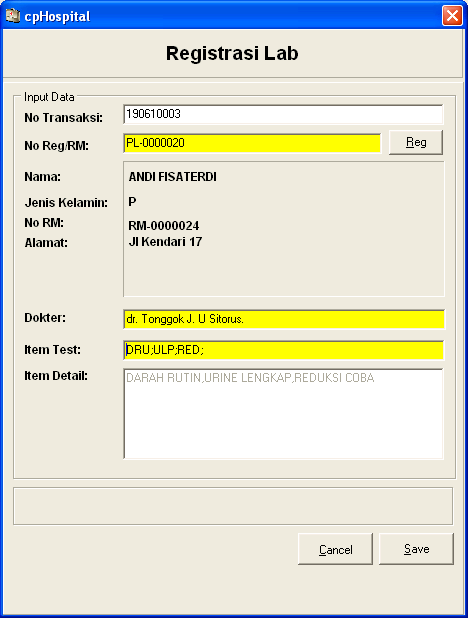 cpHospital
Registrasi Lab
Input Data
No Transaksi: 190610003
No Reg/RM: PL-0000020 Reg
Nama: ANDI FISATERDI
Jenis Kelamin: P
No RM: RM-0000024
Alamat: Jl Kendari 17
Dokter: dr. Tonggok J. U Sitorus.
Item Test: DRU;ULP;RED;
Item Detail: DARAH RUTIN,URINE LENGKAP,REDUKSI COBA
Cancel Save